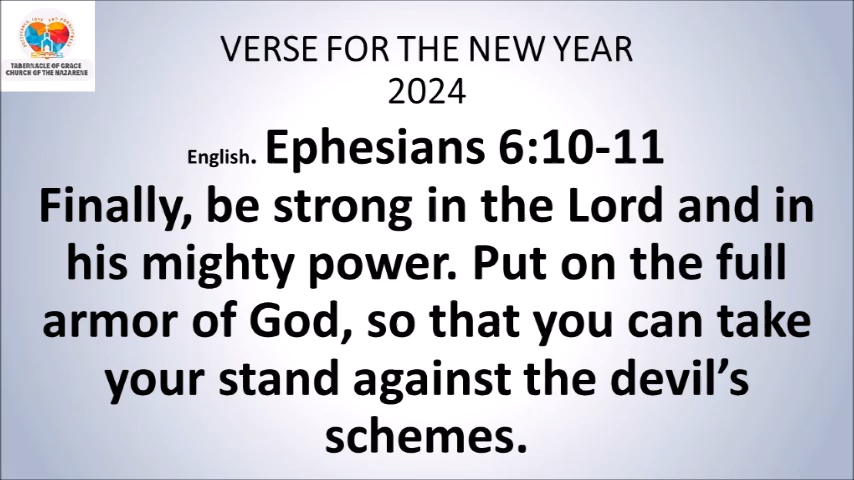 TABERNACLE OF GRACE
CHURCH OF THE NAZARENE
VERSE FOR THE NEW YEAR
2024
English. Ephesians 6:10-11
Finally, be strong in the Lord and in
his mighty power. Put on the full
armor of God, so that you can take
your stand against the devil’s
schemes.